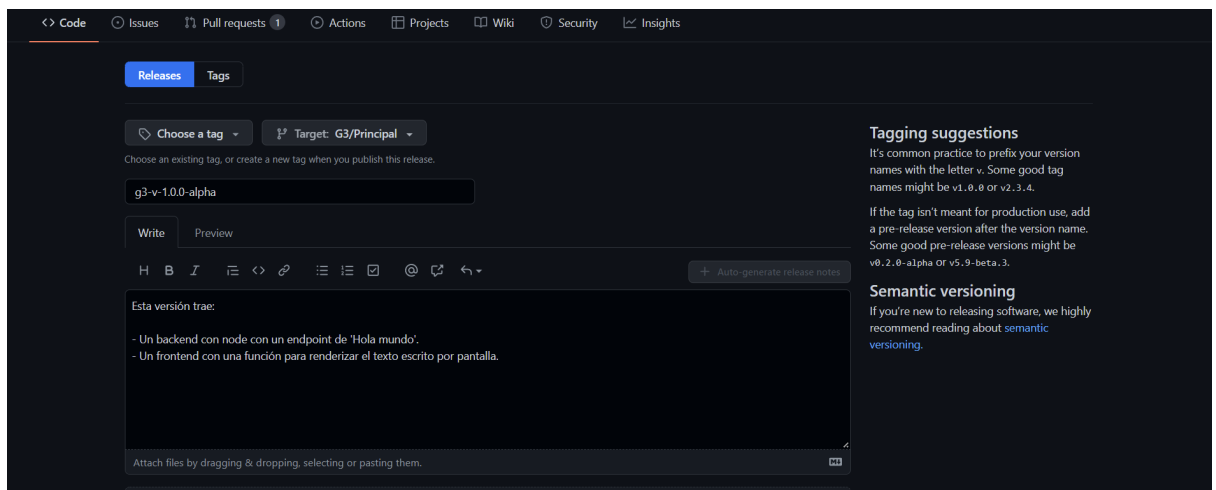 <> Code Issues Pull requests 1 Actions Projects Wiki Security Insights
Releases Tags
Choose a tag Target: G3/Principal
Choose an existing tag, or create a new tag when you publish this release.
g3-v-1.0.0-alpha
Write Preview
H B I
+ Auto-generate release notes
Esta versión trae:
- Un backend con node con un endpoint de 'Hola mundo'.
- Un frontend con una función para renderizar el texto escrito por pantalla.
Attach files by dragging & dropping, selecting or pasting them.
Tagging suggestions
It's common practice to prefix your version
names with the letter v. Some good tag
names might be v1.0.0 or v2.3.4.
If the tag isn't meant for production use, add
a pre-release version after the version name.
Some good pre-release versions might be
v0.2.0-alpha or v5.9-beta.3.
Semantic versioning
If you're new to releasing software, we highly
recommend reading about semantic
versioning.